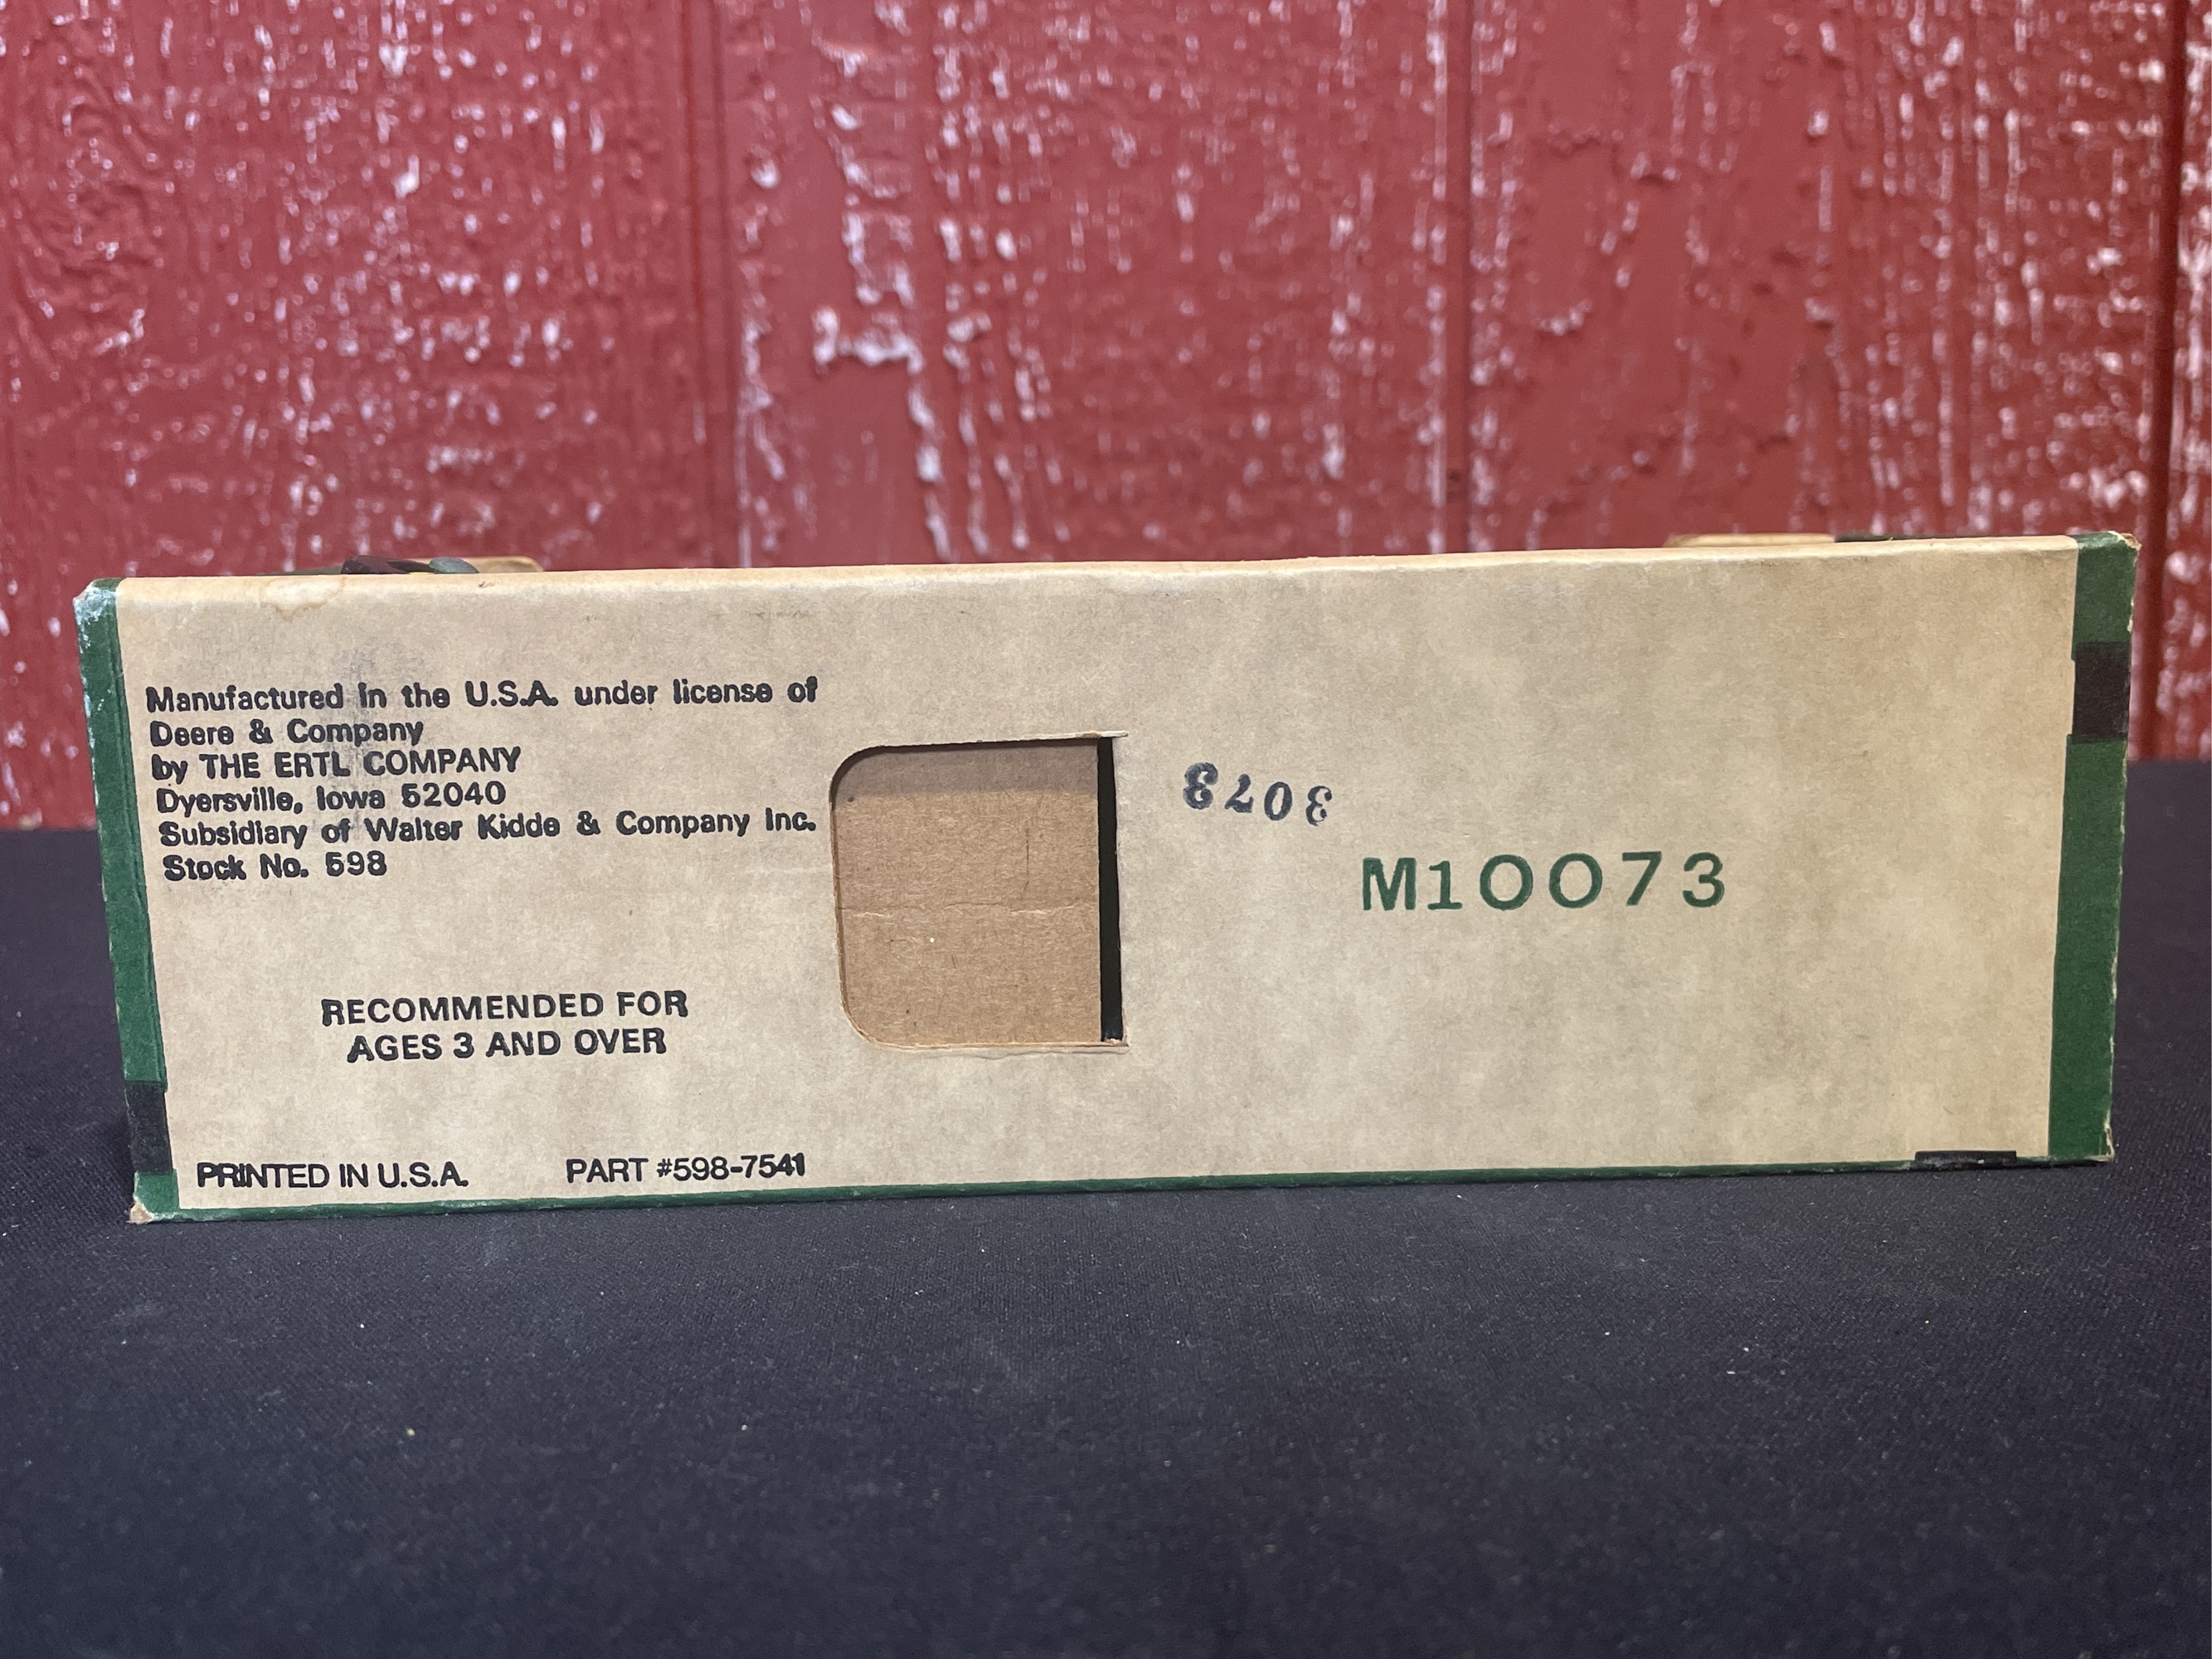 Manufactured in the U.S.A. under license of
Deere & Company
by THE ERTL COMPANY
Dyersville, Iowa 52040
Subsidiary of Walter Kidde & Company Inc.
Stock No. 598
RECOMMENDED FOR
AGES 3 AND OVER
PRINTED IN U.S.A. PART #598-7541
M10073